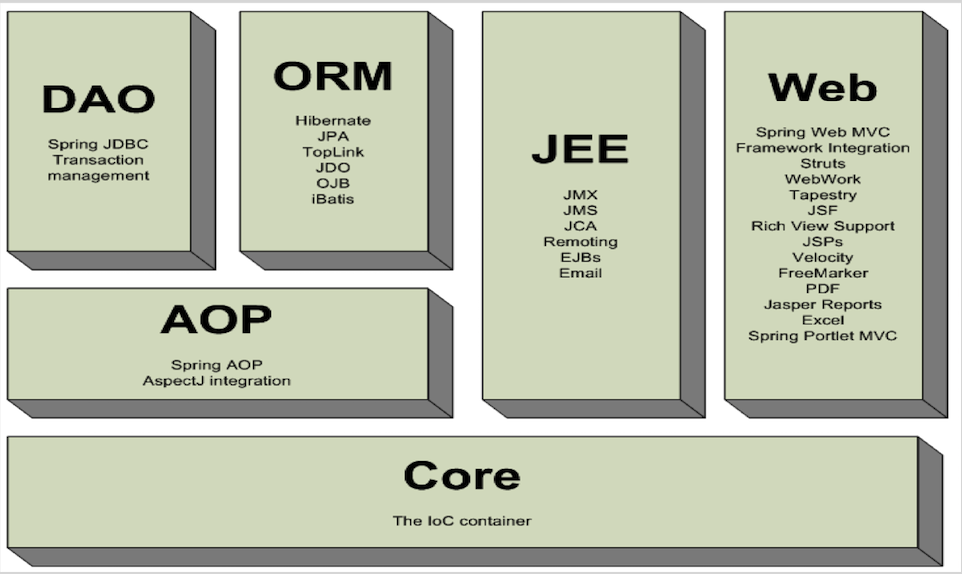 DAO
Spring JDBC
Transaction
management
ORM
Hibernate
JPA
TopLink
JDO
OJB
iBatis
JEE
JMX
JMS
JCA
Remoting
EJBs
Email
Web
Spring Web MVC
Framework Integration
Struts
WebWork
Tapestry
JSF
Rich View Support
JSPs
Velocity
FreeMarker
PDF
Jasper Reports
Excel
Spring Portlet MVC
AOP
Spring AOP
AspectJ integration
Core
The IoC container